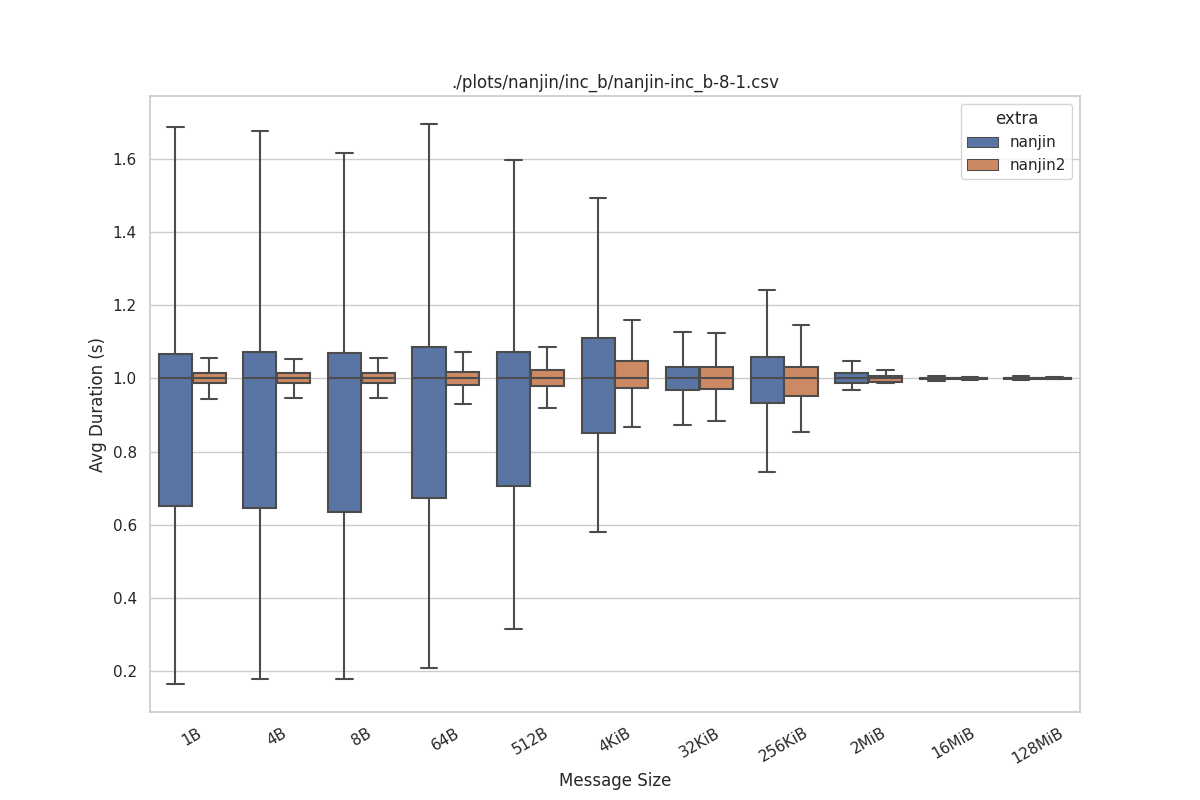 ./plots/nanjin/inc_b/nanjin-inc_b-8-1.csv
extra
nanjin
nanjin2
Avg Duration (s)
1.6
1.4
1.2
1.0
0.8
0.6
0.4
0.2
1B
4B
8B
64B
512B
4KiB
32KiB
256KiB
2MiB
16MiB
128MiB
Message Size